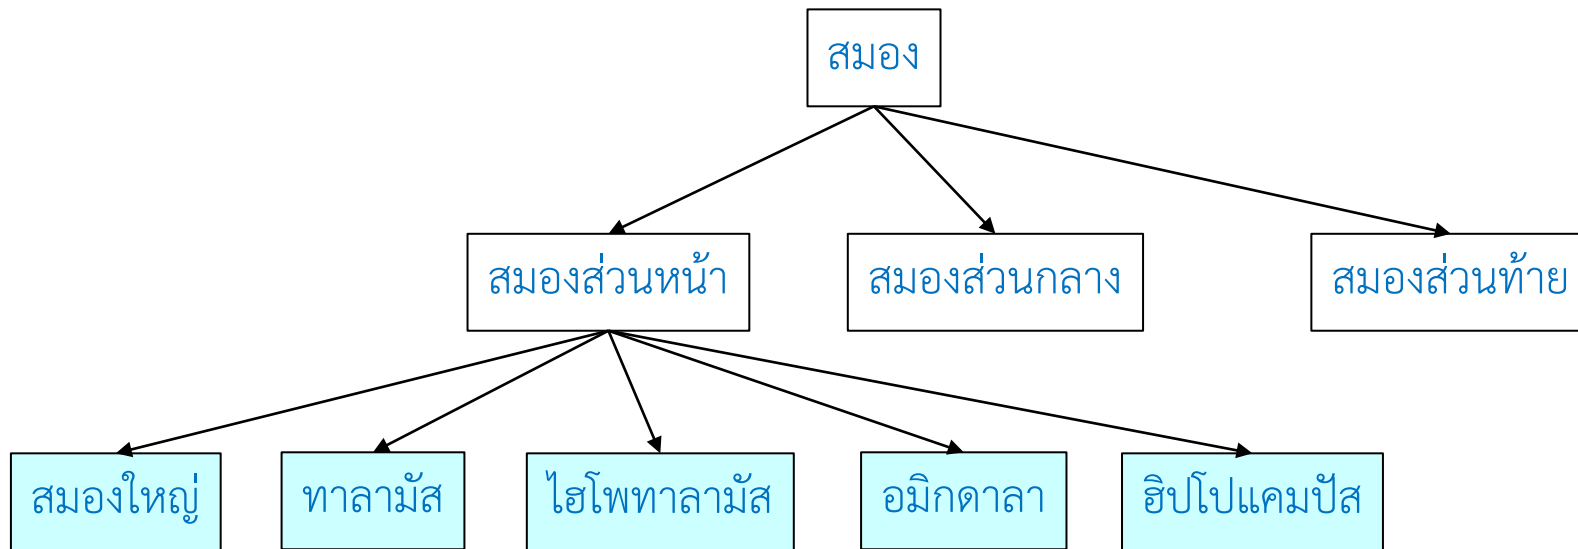 สมอง
สมองส่วนหน้า
สมองส่วนกลาง
สมองส่วนท้าย
สมองใหญ่
ทาลามัส
ไฮโพทาลามัส
อมิกดาลา
ฮิปโปแคมปัส